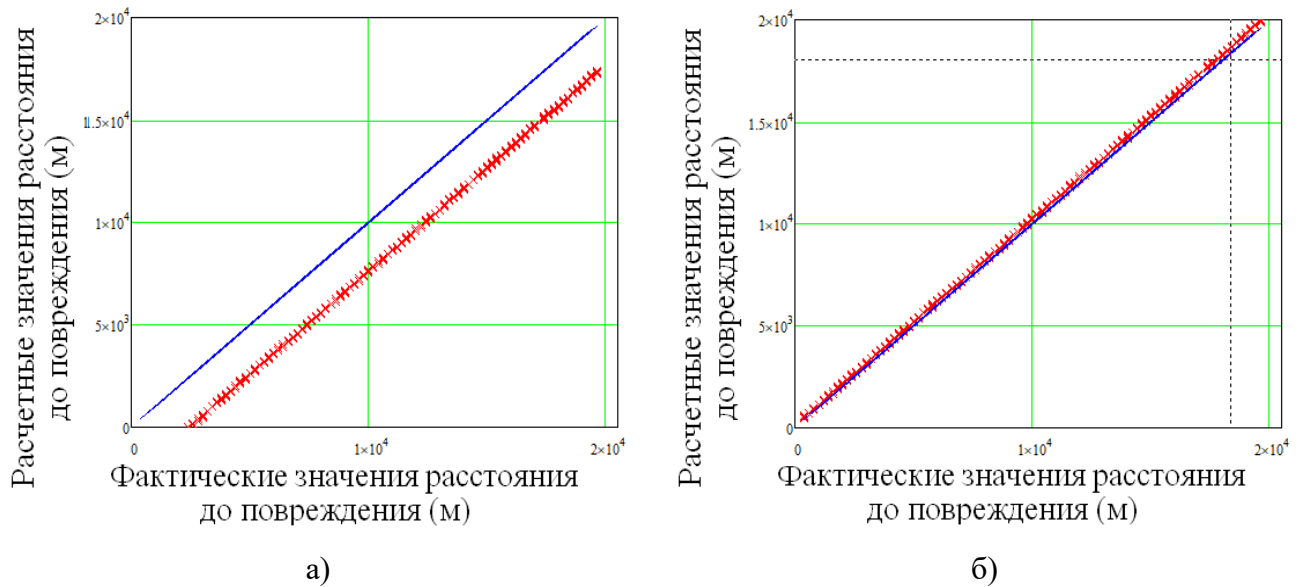 Расчетные значения расстояния
до повреждения (м)
2×10⁴
1.5×10⁴
1×10⁴
5×10³
0
0
1×10⁴
2×10⁴
Фактические значения расстояния
до повреждения (м)
а)
Расчетные значения расстояния
до повреждения (м)
2×10⁴
1.5×10⁴
1×10⁴
5×10³
0
0
1×10⁴
2×10⁴
Фактические значения расстояния
до повреждения (м)
б)